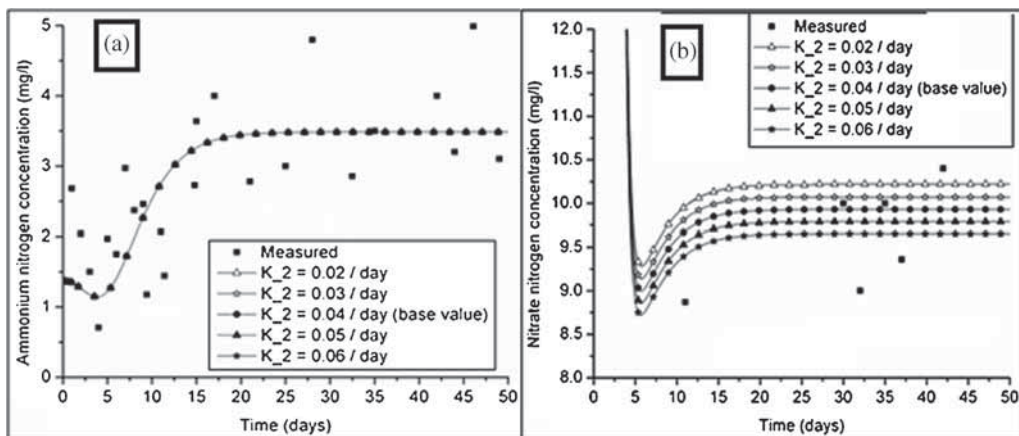 (a)
Ammonium nitrogen concentration (mg/l)
5
4
3
2
1
0
Measured
K_2 = 0.02 / day
K_2 = 0.03 / day
K_2 = 0.04 / day (base value)
K_2 = 0.05 / day
K_2 = 0.06 / day
0 5 10 15 20 25 30 35 40 45 50
Time (days)
(b)
Nitrate nitrogen concentration (mg/l)
12.0
11.5
11.0
10.5
10.0
9.5
9.0
8.5
8.0
Measured
K_2 = 0.02 / day
K_2 = 0.03 / day
K_2 = 0.04 / day (base value)
K_2 = 0.05 / day
K_2 = 0.06 / day
0 5 10 15 20 25 30 35 40 45 50
Time (days)